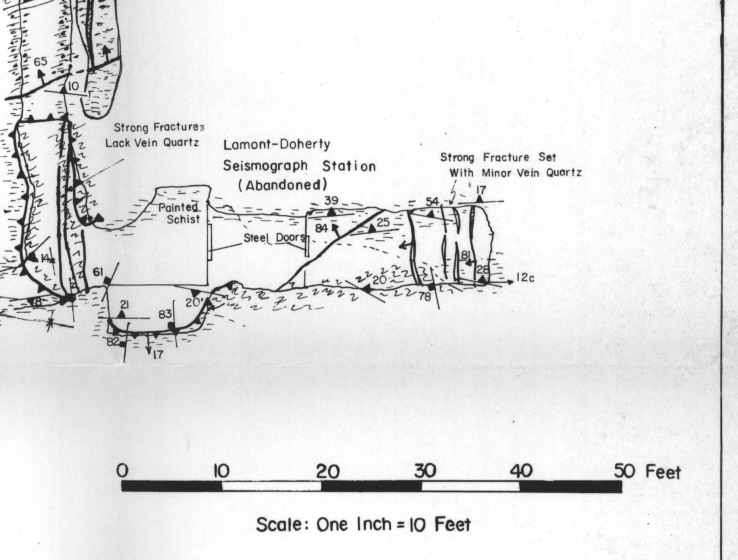 65
10
Strong Fractures
Lack Vein Quartz
Lamont-Doherty
Seismograph Station
(Abandoned)
Strong Fracture Set
With Minor Vein Quartz
17
39
54
Painted
Schist
84
25
Steel Doors
14
61
81
28
12c
20
78
8
21
83
20
82
17
0 10 20 30 40 50 Feet
Scale: One Inch = 10 Feet